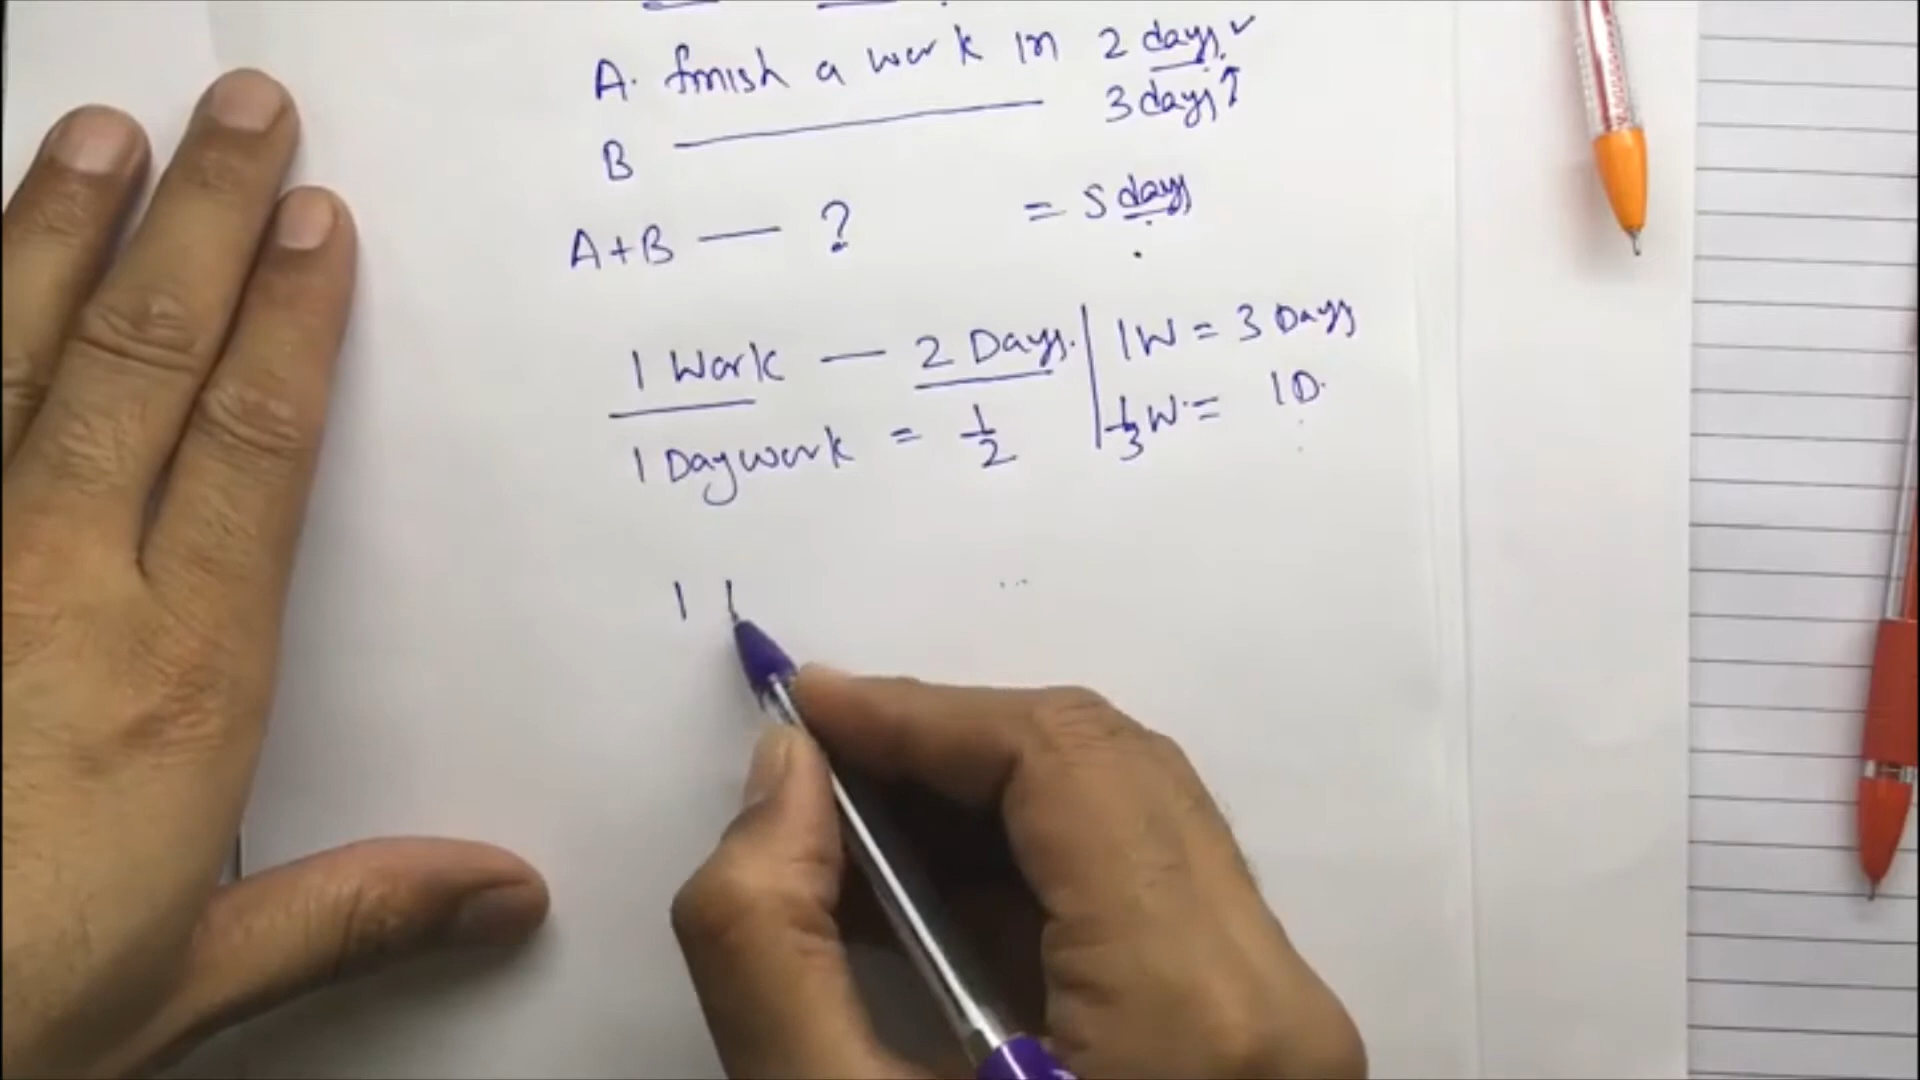 A. finish a work in 2 days ✓
B ——— 3 days ↑
A+B — ? = 5 days
1 Work — 2 Days. | 1W = 3 Days
1 Day work = 1/2 | 1/3 W = 1D.
1 1